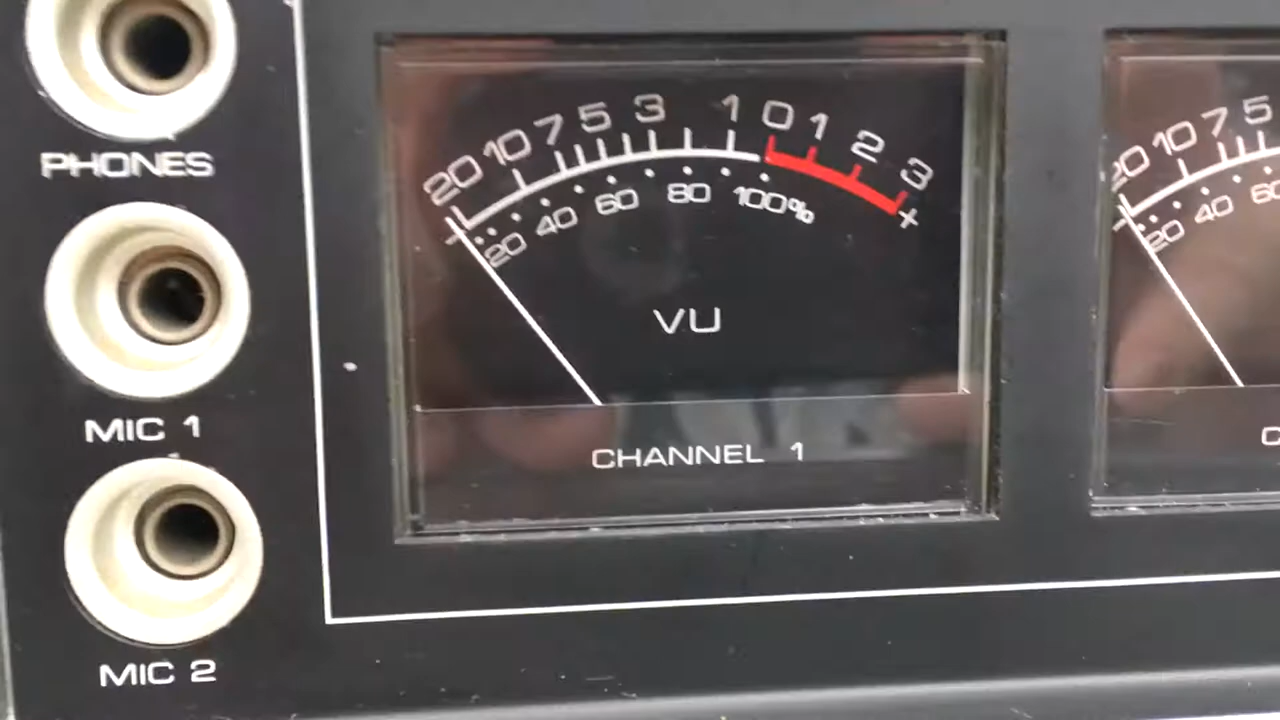 PHONES
MIC 1
MIC 2
20 10 7 5 3 1 0 1 2 3
- +
20 40 60 80 100%
VU
CHANNEL 1
20 10 7 5
-
20 40 60
C